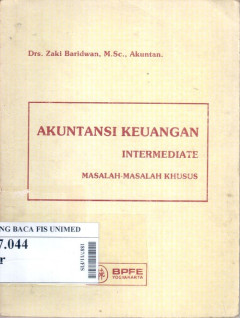 Drs. Zaki Baridwan, M.Sc., Akuntan.
AKUNTANSI KEUANGAN
INTERMEDIATE
MASALAH-MASALAH KHUSUS
NG BACA FIS UNIMED
7.044
r
BPFE
YOGYAKARTA